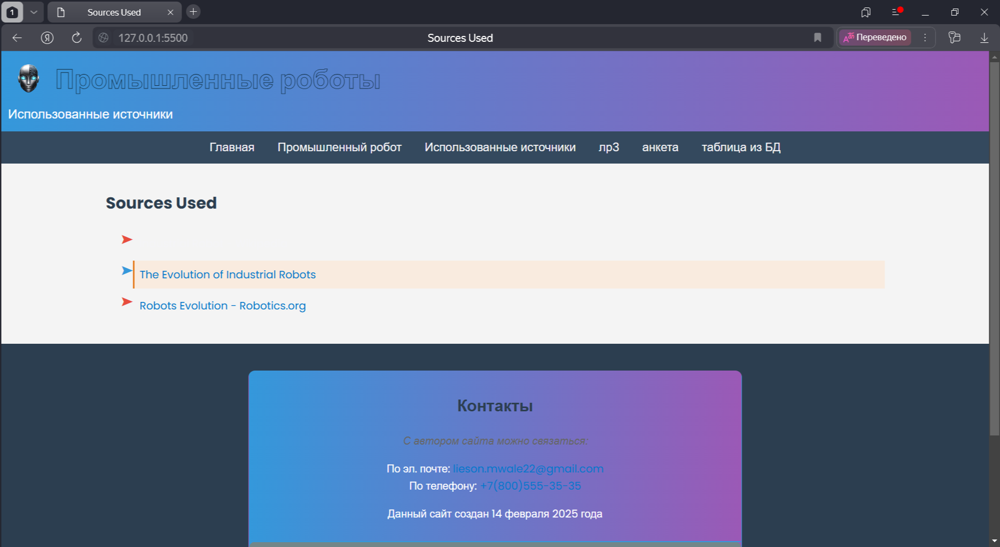 1
Sources Used
127.0.0.1:5500
Sources Used
Переведено
Промышленные роботы
Использованные источники
Главная Промышленный робот Использованные источники лр3 анкета таблица из БД
Sources Used
The Evolution of Industrial Robots
Robots Evolution - Robotics.org
Контакты
С автором сайта можно связаться:
По эл. почте: lieson.mwale22@gmail.com
По телефону: +7(800)555-35-35
Данный сайт создан 14 февраля 2025 года